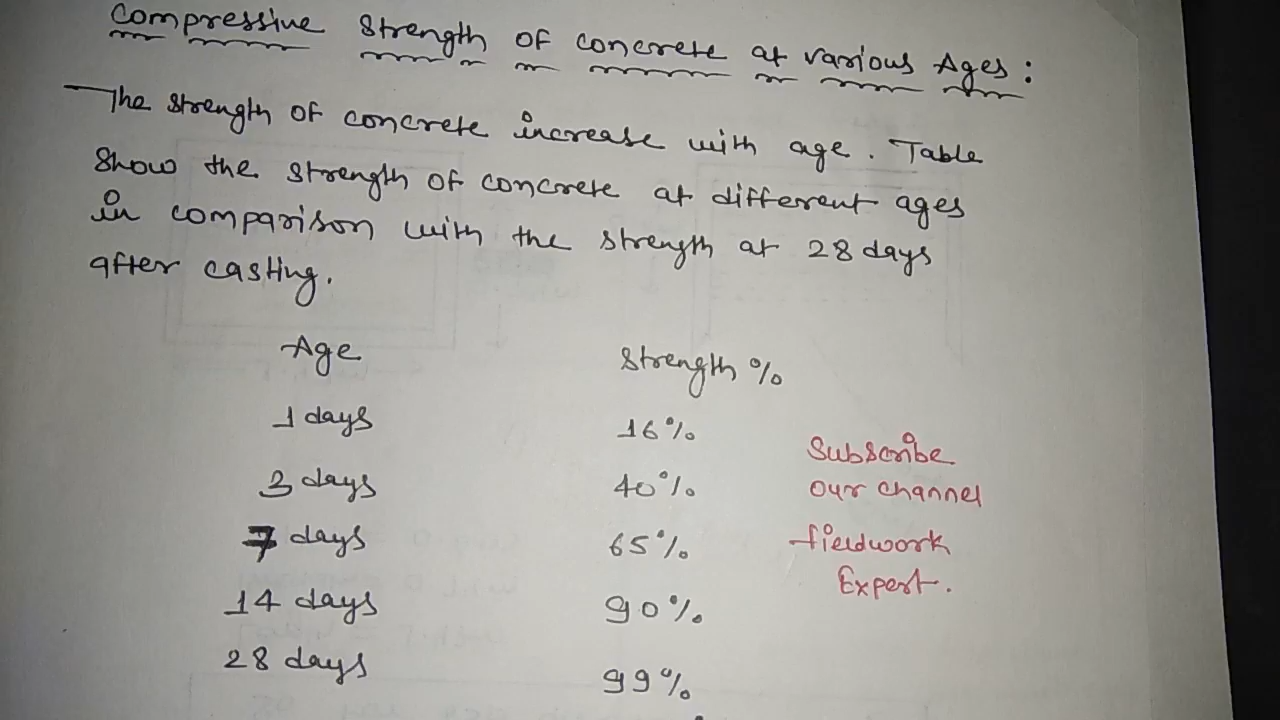 Compressive Strength of concrete at various Ages:
The strength of concrete increase with age. Table
Show the strength of concrete at different ages
in comparison with the strength at 28 days
after casting.
Age Strength %
1 days 16%
3 days 40%
7 days 65%
14 days 90%
28 days 99%
Subscribe
our channel
fieldwork
Expert.